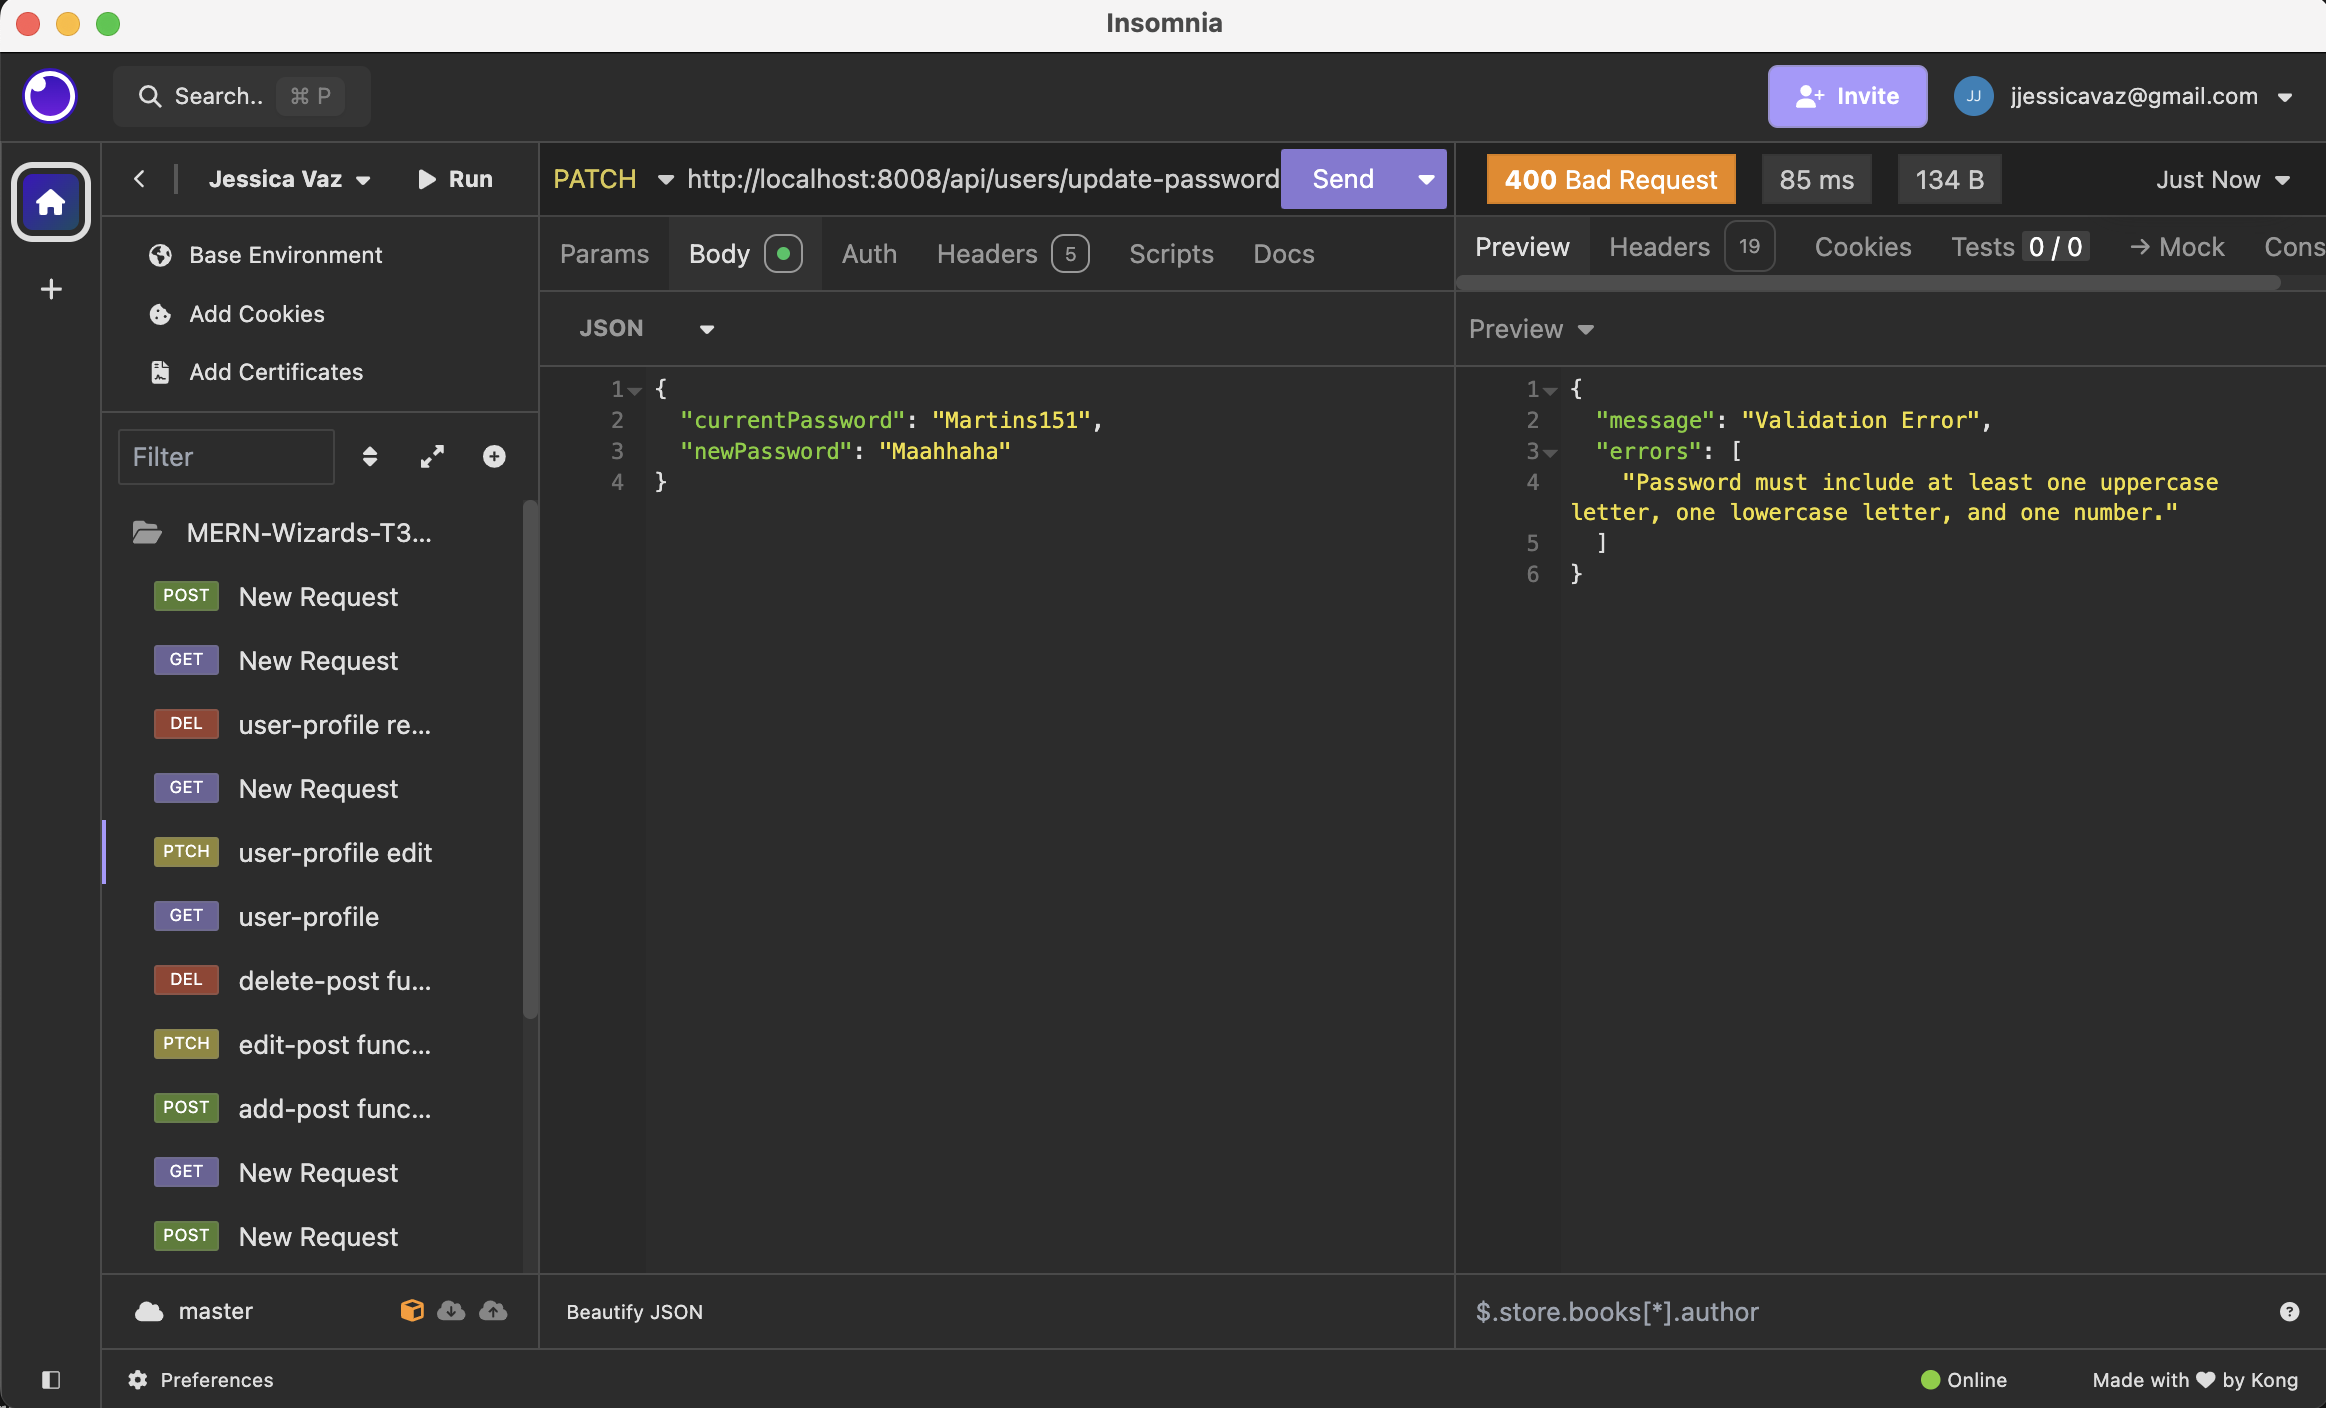 Insomnia
Search.. ⌘ P
Invite
JJ
jjessicavaz@gmail.com
Jessica Vaz
Run
PATCH
http://localhost:8008/api/users/update-password
Send
400 Bad Request
85 ms
134 B
Just Now
Base Environment
Add Cookies
Add Certificates
Params
Body
Auth
Headers 5
Scripts
Docs
Preview
Headers 19
Cookies
Tests 0 / 0
→ Mock
Cons
JSON
Preview
1 {
2 "currentPassword": "Martins151",
3 "newPassword": "Maahhaha"
4 }
1 {
2 "message": "Validation Error",
3 "errors": [
4 "Password must include at least one uppercase
letter, one lowercase letter, and one number."
5 ]
6 }
Filter
MERN-Wizards-T3...
POST New Request
GET New Request
DEL user-profile re...
GET New Request
PTCH user-profile edit
GET user-profile
DEL delete-post fu...
PTCH edit-post func...
POST add-post func...
GET New Request
POST New Request
master
Beautify JSON
$.store.books[*].author
Preferences
Online
Made with ♥ by Kong